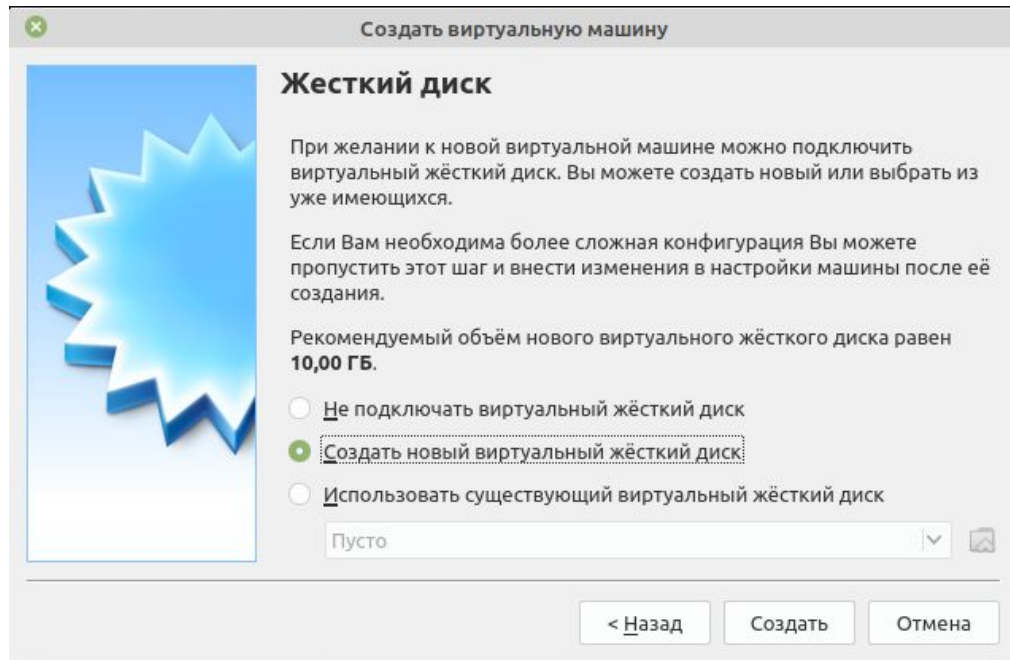 Создать виртуальную машину
Жесткий диск
При желании к новой виртуальной машине можно подключить
виртуальный жёсткий диск. Вы можете создать новый или выбрать из
уже имеющихся.
Если Вам необходима более сложная конфигурация Вы можете
пропустить этот шаг и внести изменения в настройки машины после её
создания.
Рекомендуемый объём нового виртуального жёсткого диска равен
10,00 ГБ.
Не подключать виртуальный жёсткий диск
Создать новый виртуальный жёсткий диск
Использовать существующий виртуальный жёсткий диск
Пусто
< Назад
Создать
Отмена